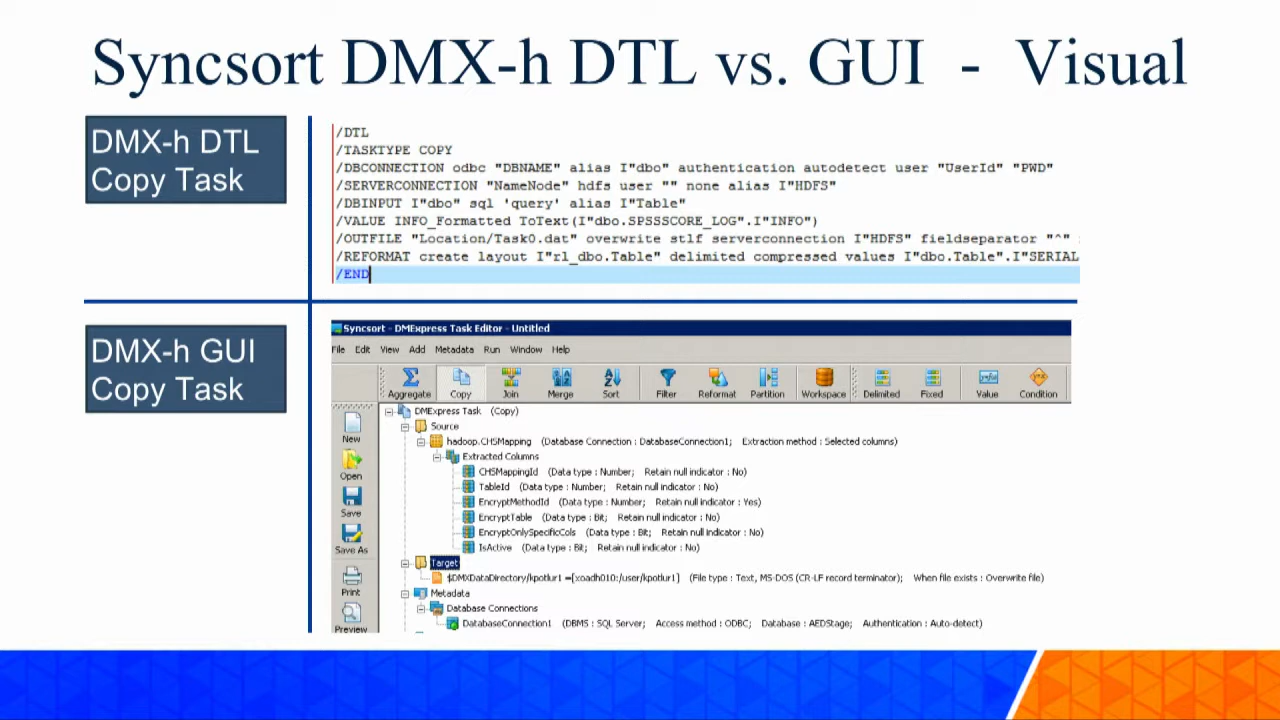 Syncsort DMX-h DTL vs. GUI - Visual
DMX-h DTL
Copy Task
/DTL
/TASKTYPE COPY
/DBCONNECTION odbc "DBNAME" alias I"dbo" authentication autodetect user "UserId" "PWD"
/SERVERCONNECTION "NameNode" hdfs user "" none alias I"HDFS"
/DBINPUT I"dbo" sql 'query' alias I"Table"
/VALUE INFO_Formatted ToText(I"dbo.SPSSSCORE_LOG".I"INFO")
/OUTFILE "Location/Task0.dat" overwrite stlf serverconnection I"HDFS" fieldseparator "^"
/REFORMAT create layout I"rl_dbo.Table" delimited compressed values I"dbo.Table".I"SERIAL
/END
DMX-h GUI
Copy Task
Syncsort - DMExpress Task Editor - Untitled
File Edit View Add Metadata Run Window Help
Aggregate Copy Join Merge Sort Filter Reformat Partition Workspace Delimited Fixed Value Condition
New
Open
Save
Save As
Print
Preview
DMExpress Task (Copy)
Source
hadoop.CHSMapping (Database Connection : DatabaseConnection1; Extraction method : Selected columns)
Extracted Columns
CHSMappingId (Data type : Number; Retain null indicator : No)
TableId (Data type : Number; Retain null indicator : No)
EncryptMethodId (Data type : Number; Retain null indicator : Yes)
EncryptTable (Data type : Bit; Retain null indicator : No)
EncryptOnlySpecificCols (Data type : Bit; Retain null indicator : No)
IsActive (Data type : Bit; Retain null indicator : No)
Target
$DMXDataDirectory/kpotlur1 =[xoadh010:/user/kpotlur1] (File type : Text, MS-DOS (CR-LF record terminator); When file exists : Overwrite file)
Metadata
Database Connections
DatabaseConnection1 (DBMS : SQL Server; Access method : ODBC; Database : AEDStage; Authentication : Auto-detect)